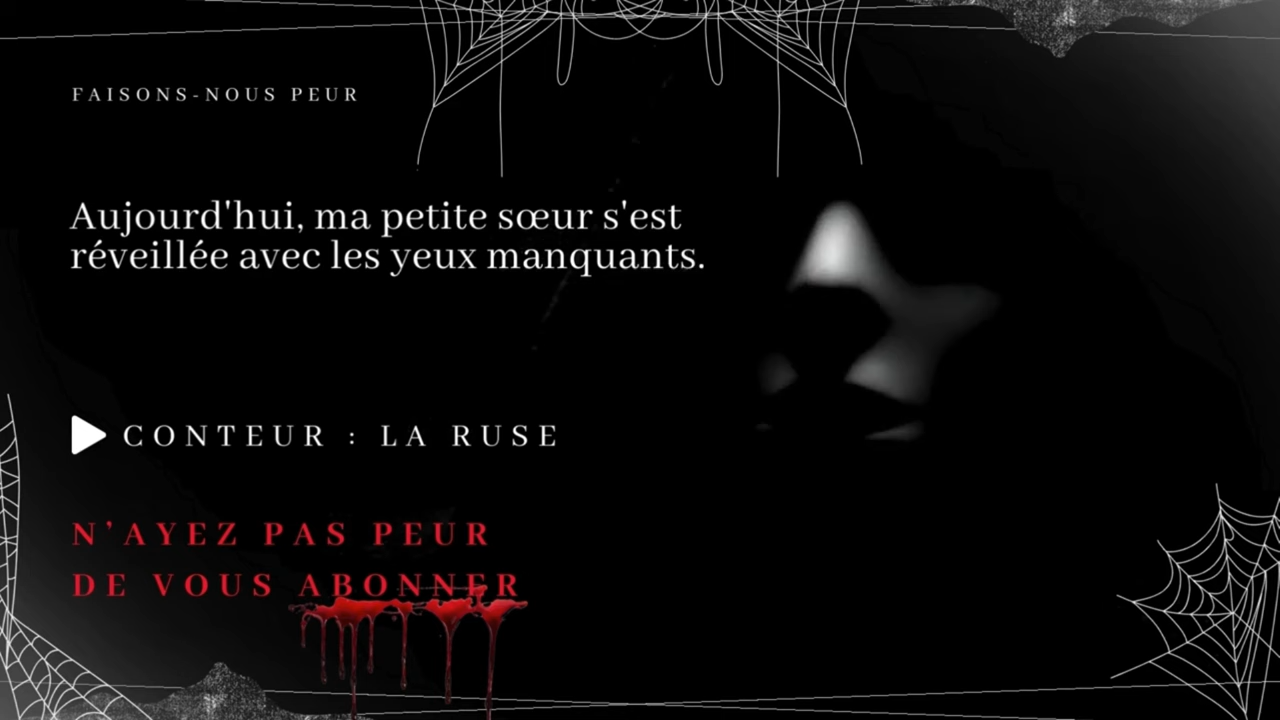 FAISONS-NOUS PEUR
Aujourd'hui, ma petite sœur s'est
réveillée avec les yeux manquants.
CONTEUR : LA RUSE
N’AYEZ PAS PEUR
DE VOUS ABONNER